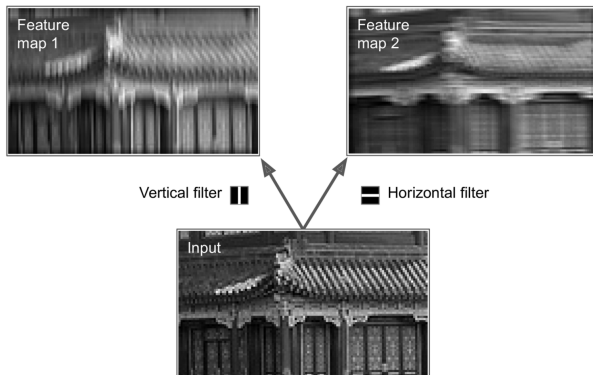 Feature
map 1
Feature
map 2
Vertical filter
Horizontal filter
Input